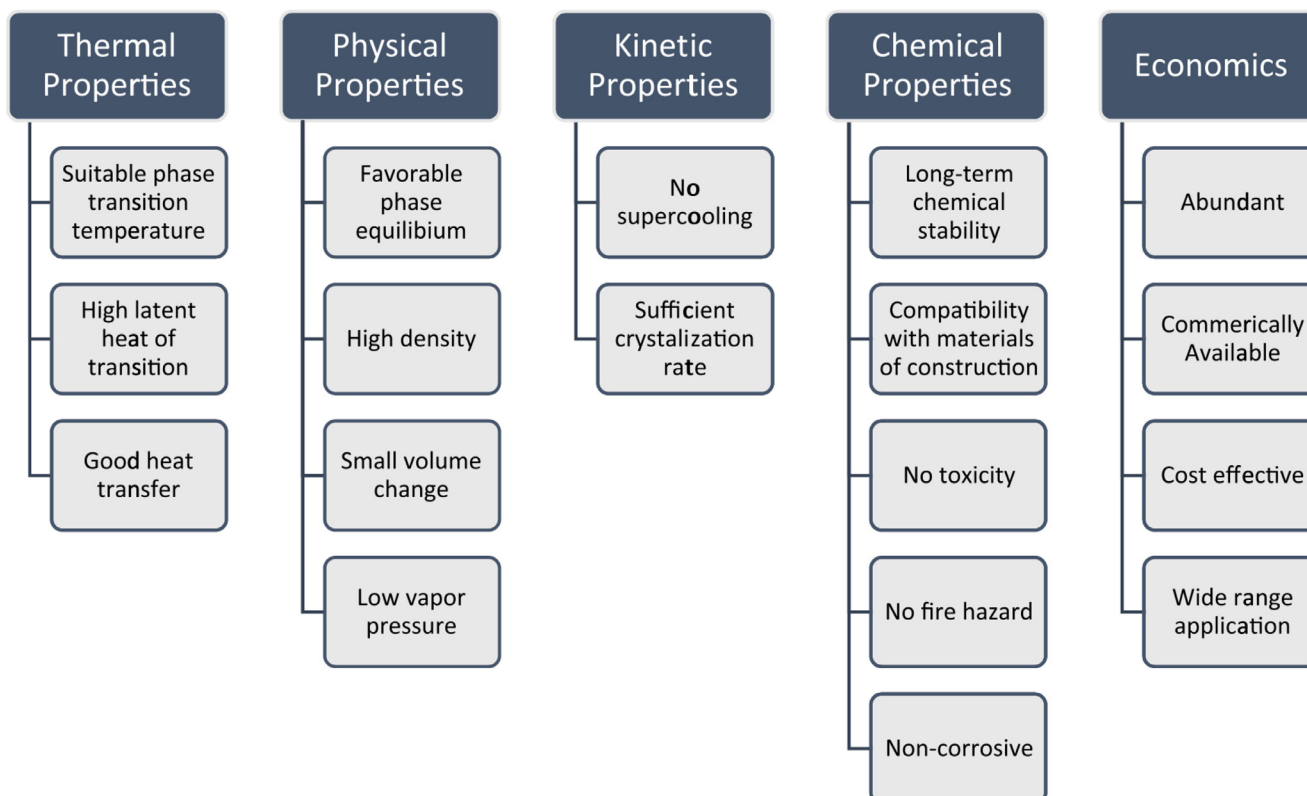 Thermal
Properties
Suitable phase
transition
temperature
High latent
heat of
transition
Good heat
transfer
Physical
Properties
Favorable
phase
equilibium
High density
Small volume
change
Low vapor
pressure
Kinetic
Properties
No
supercooling
Sufficient
crystalization
rate
Chemical
Properties
Long-term
chemical
stability
Compatibility
with materials
of construction
No toxicity
No fire hazard
Non-corrosive
Economics
Abundant
Commerically
Available
Cost effective
Wide range
application